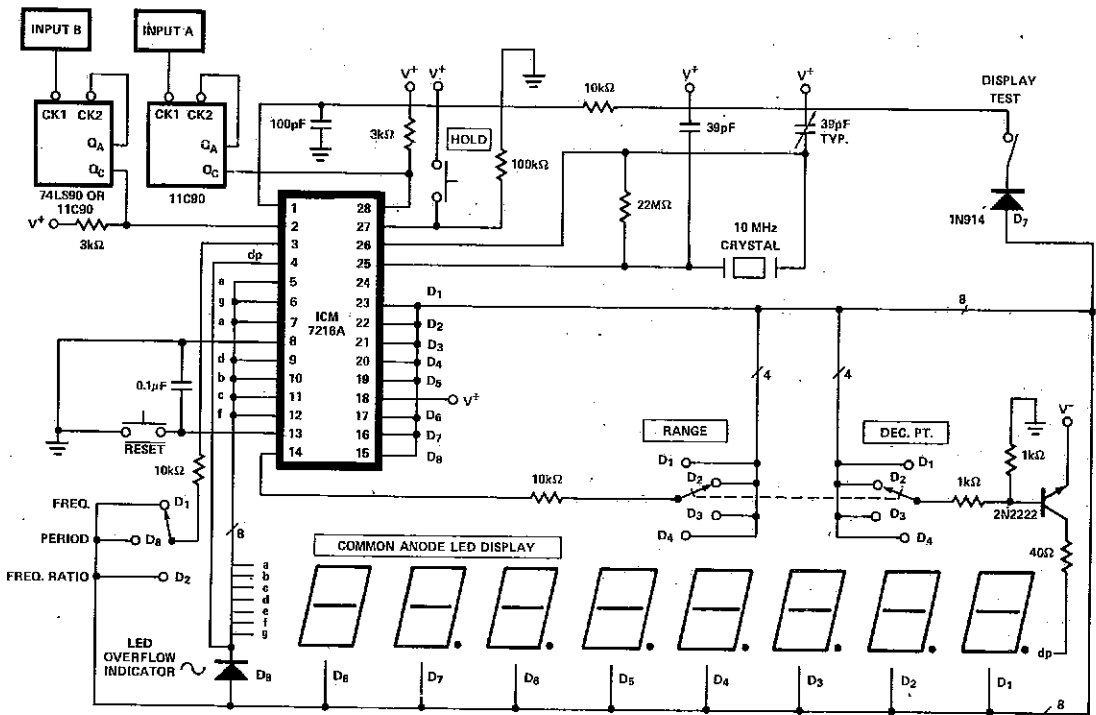 INPUT B
INPUT A
CK1 CK2
QA
QC
74LS90 OR
11C90
CK1 CK2
QA
QC
11C90
V+
3kΩ
100pF
V+
V+
3kΩ
HOLD
100kΩ
10kΩ
V+
39pF
V+
39pF
TYP.
22MΩ
10 MHz
CRYSTAL
DISPLAY
TEST
1N914
D7
dp
a
g
a
d
b
c
f
1 28
2 27
3 26
4 25
5 24
6 23
7 22
8 21
9 20
10 19
11 18
12 17
13 16
14 15
ICM
7216A
D1
D2
D3
D4
D5
V+
D6
D7
D8
8
4
4
0.1µF
RESET
10kΩ
FREQ.
PERIOD
FREQ. RATIO
D1
D8
D2
8
10kΩ
RANGE
D1
D2
D3
D4
DEC. PT.
D1
D2
D3
D4
1kΩ
1kΩ
V-
2N2222
40Ω
dp
COMMON ANODE LED DISPLAY
a
b
c
d
e
f
g
LED
OVERFLOW
INDICATOR
D8
D8
D7
D6
D5
D4
D3
D2
D1
8